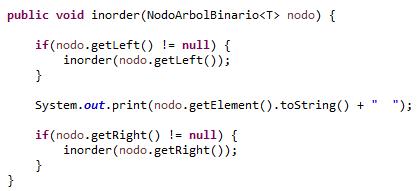 public void inorder(NodoArbolBinario<T> nodo) {
if(nodo.getLeft() != null) {
inorder(nodo.getLeft());
}
System.out.print(nodo.getElement().toString() + "  ");
if(nodo.getRight() != null) {
inorder(nodo.getRight());
}
}